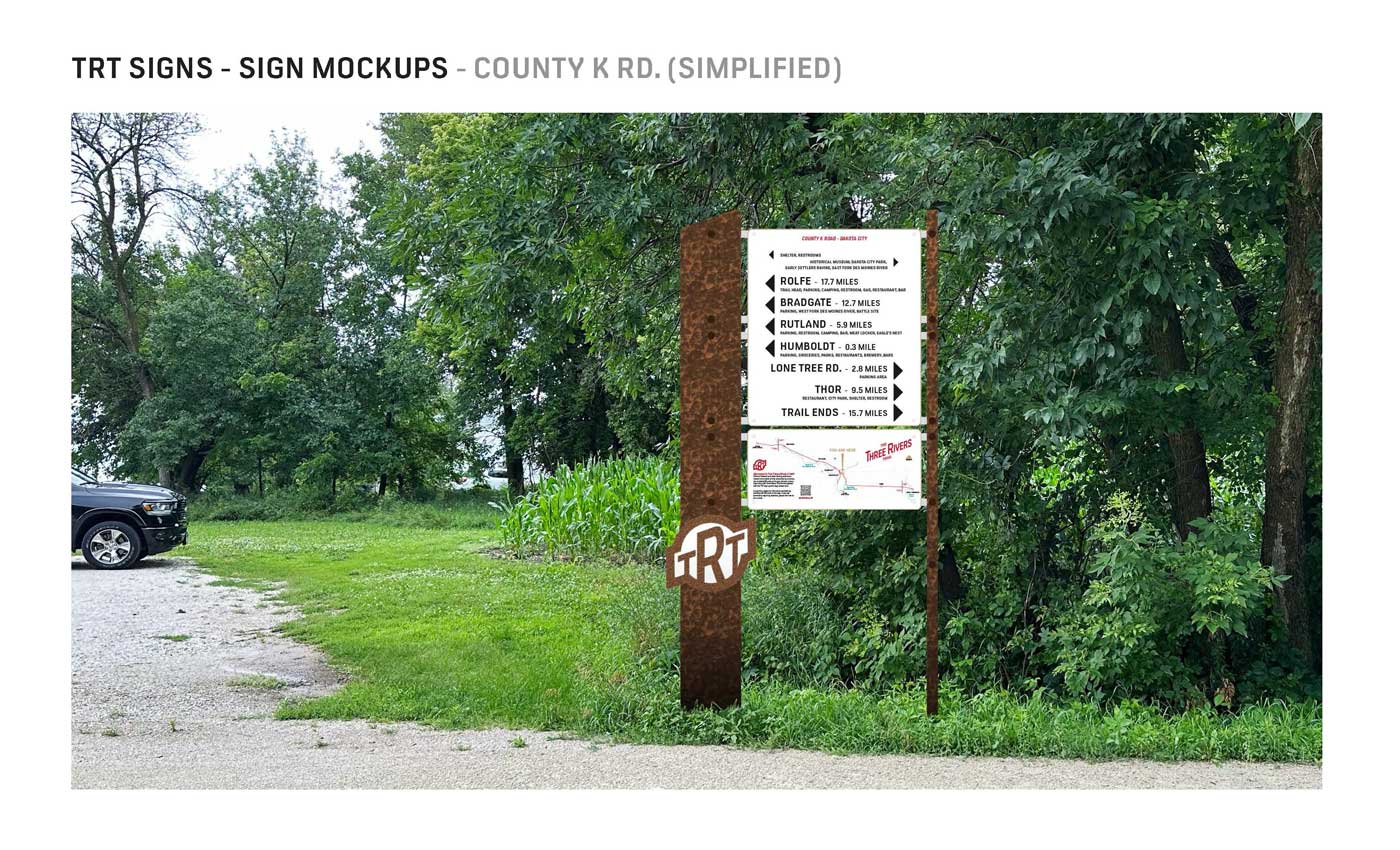 TRT SIGNS - SIGN MOCKUPS - COUNTY K RD. (SIMPLIFIED)
COUNTY K ROAD - DAKOTA CITY
SHELTER, RESTROOMS
HISTORICAL MUSEUM, DAKOTA CITY PARK,
EARLY SETTLERS RAVINE, EAST FORK DES MOINES RIVER
ROLFE - 17.7 MILES
TRAIL HEAD, PARKING, CAMPING, RESTROOM, GAS, RESTAURANT, BAR
BRADGATE - 12.7 MILES
PARKING, WEST FORK DES MOINES RIVER, BATTLE SITE
RUTLAND - 5.9 MILES
PARKING, RESTROOM, CAMPING, BAR, MEAT LOCKER, EAGLE'S NEST
HUMBOLDT - 0.3 MILE
PARKING, GROCERIES, PARKS, RESTAURANTS, BREWERY, BARS
LONE TREE RD. - 2.8 MILES
PARKING AREA
THOR - 9.5 MILES
RESTAURANT, CITY PARK, SHELTER, RESTROOM
TRAIL ENDS - 15.7 MILES
YOU ARE HERE
THE
THREE RIVERS
TRAIL
TRT
TRT